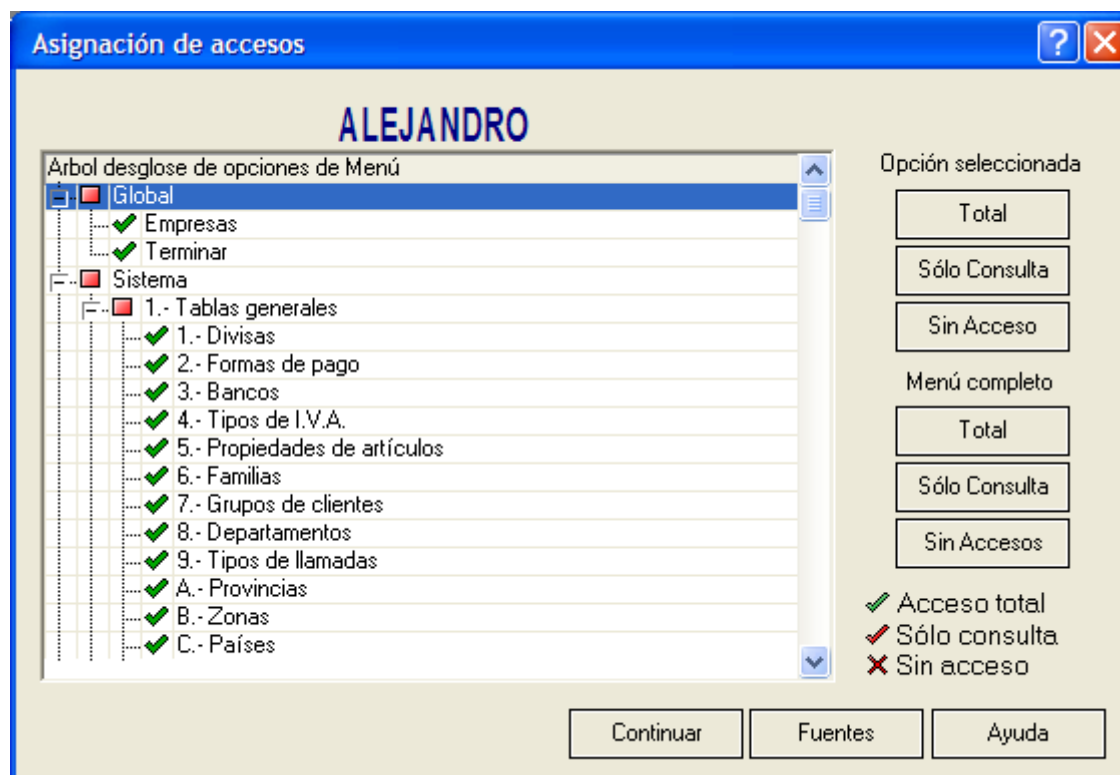 Asignación de accesos
ALEJANDRO
Arbol desglose de opciones de Menú
Global
Empresas
Terminar
Sistema
1.- Tablas generales
1.- Divisas
2.- Formas de pago
3.- Bancos
4.- Tipos de I.V.A.
5.- Propiedades de artículos
6.- Familias
7.- Grupos de clientes
8.- Departamentos
9.- Tipos de llamadas
A.- Provincias
B.- Zonas
C.- Países
Opción seleccionada
Total
Sólo Consulta
Sin Acceso
Menú completo
Total
Sólo Consulta
Sin Accesos
Acceso total
Sólo consulta
Sin acceso
Continuar
Fuentes
Ayuda